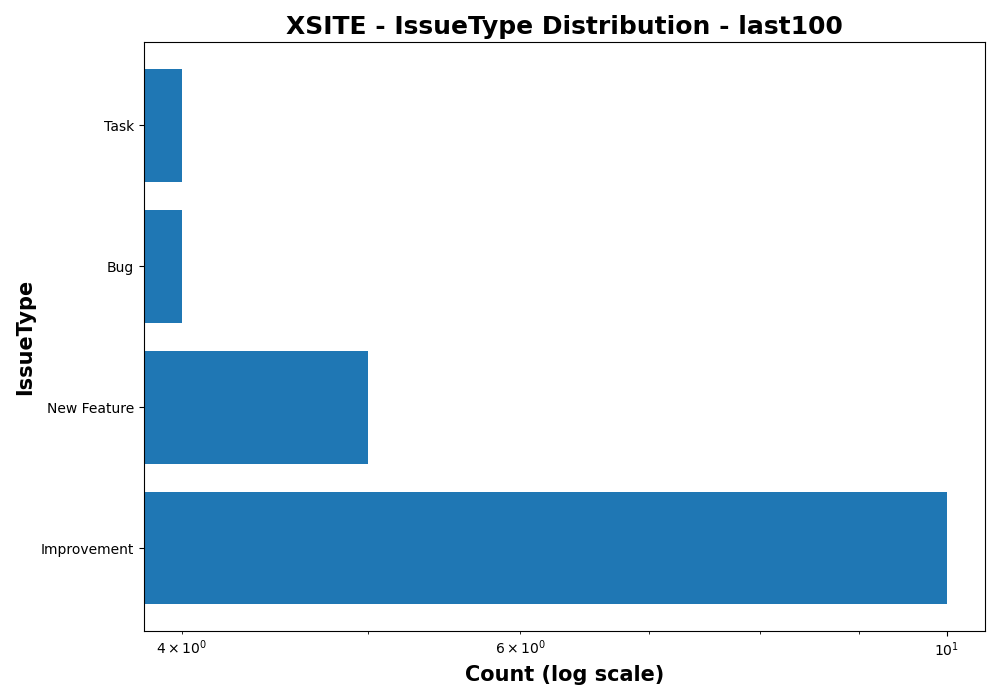 XSITE - IssueType Distribution - last100
Task
Bug
New Feature
Improvement
IssueType
4 × 10⁰
6 × 10⁰
10¹
Count (log scale)